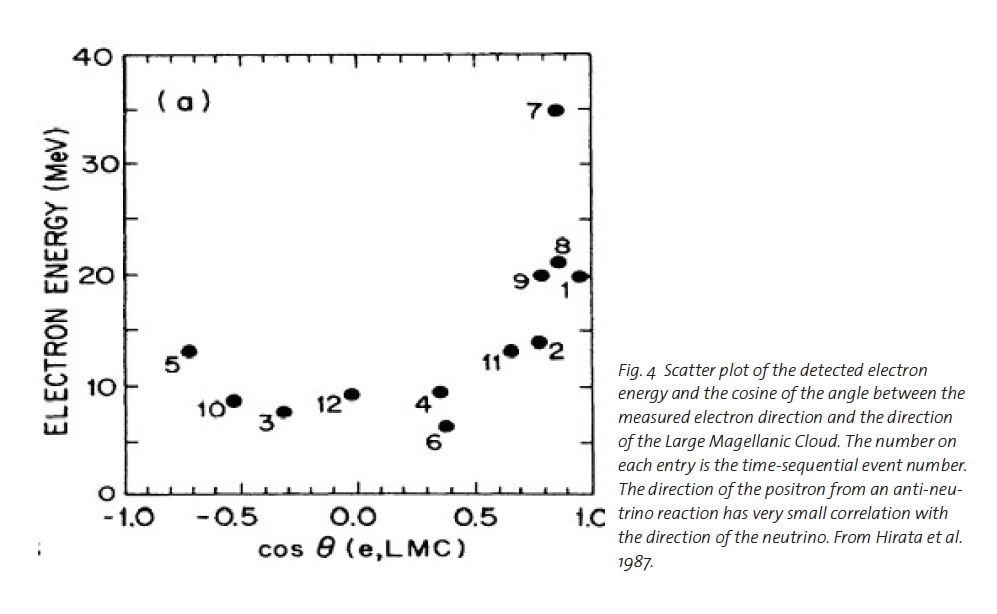 40
(a)
7
30
ELECTRON ENERGY (MeV)
8
20
9
1
5
11
2
10
10
3
12
4
6
0
-1.0 -0.5 0.0 0.5 1.0
cos θ (e,LMC)
Fig. 4 Scatter plot of the detected electron
energy and the cosine of the angle between the
measured electron direction and the direction
of the Large Magellanic Cloud. The number on
each entry is the time-sequential event number.
The direction of the positron from an anti-neu-
trino reaction has very small correlation with
the direction of the neutrino. From Hirata et al.
1987.